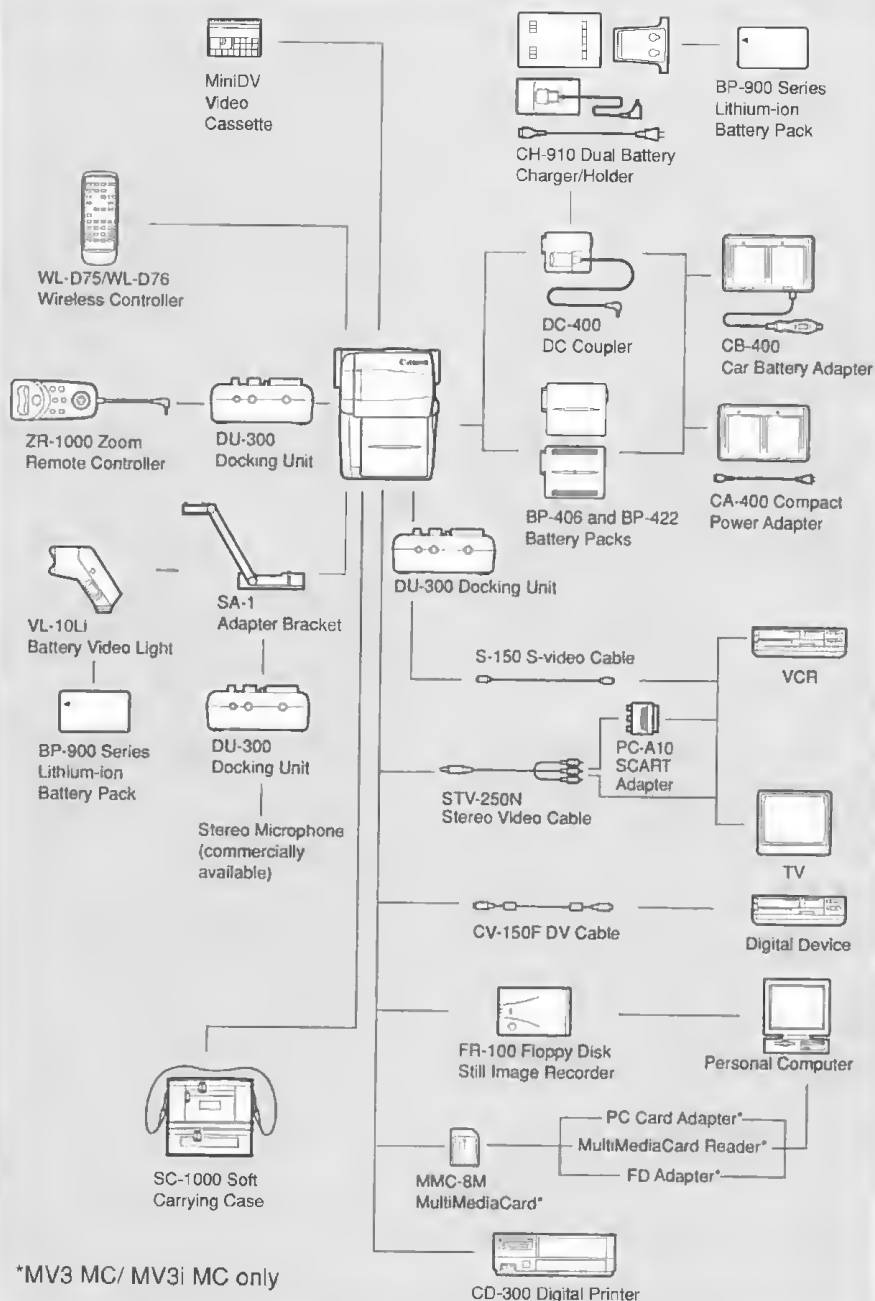 MiniDV
Video
Cassette
BP-900 Series
Lithium-ion
Battery Pack
CH-910 Dual Battery
Charger/Holder
WL-D75/WL-D76
Wireless Controller
DC-400
DC Coupler
CB-400
Car Battery Adapter
Canon
ZR-1000 Zoom
Remote Controller
DU-300
Docking Unit
BP-406 and BP-422
Battery Packs
CA-400 Compact
Power Adapter
DU-300 Docking Unit
VL-10Li
Battery Video Light
SA-1
Adapter Bracket
S-150 S-video Cable
VCR
BP-900 Series
Lithium-ion
Battery Pack
DU-300
Docking Unit
PC-A10
SCART
Adapter
STV-250N
Stereo Video Cable
Stereo Microphone
(commercially
available)
TV
CV-150F DV Cable
Digital Device
FR-100 Floppy Disk
Still Image Recorder
Personal Computer
PC Card Adapter*
MultiMediaCard Reader*
FD Adapter*
MMC-8M
MultiMediaCard*
SC-1000 Soft
Carrying Case
*MV3 MC/ MV3i MC only
CD-300 Digital Printer